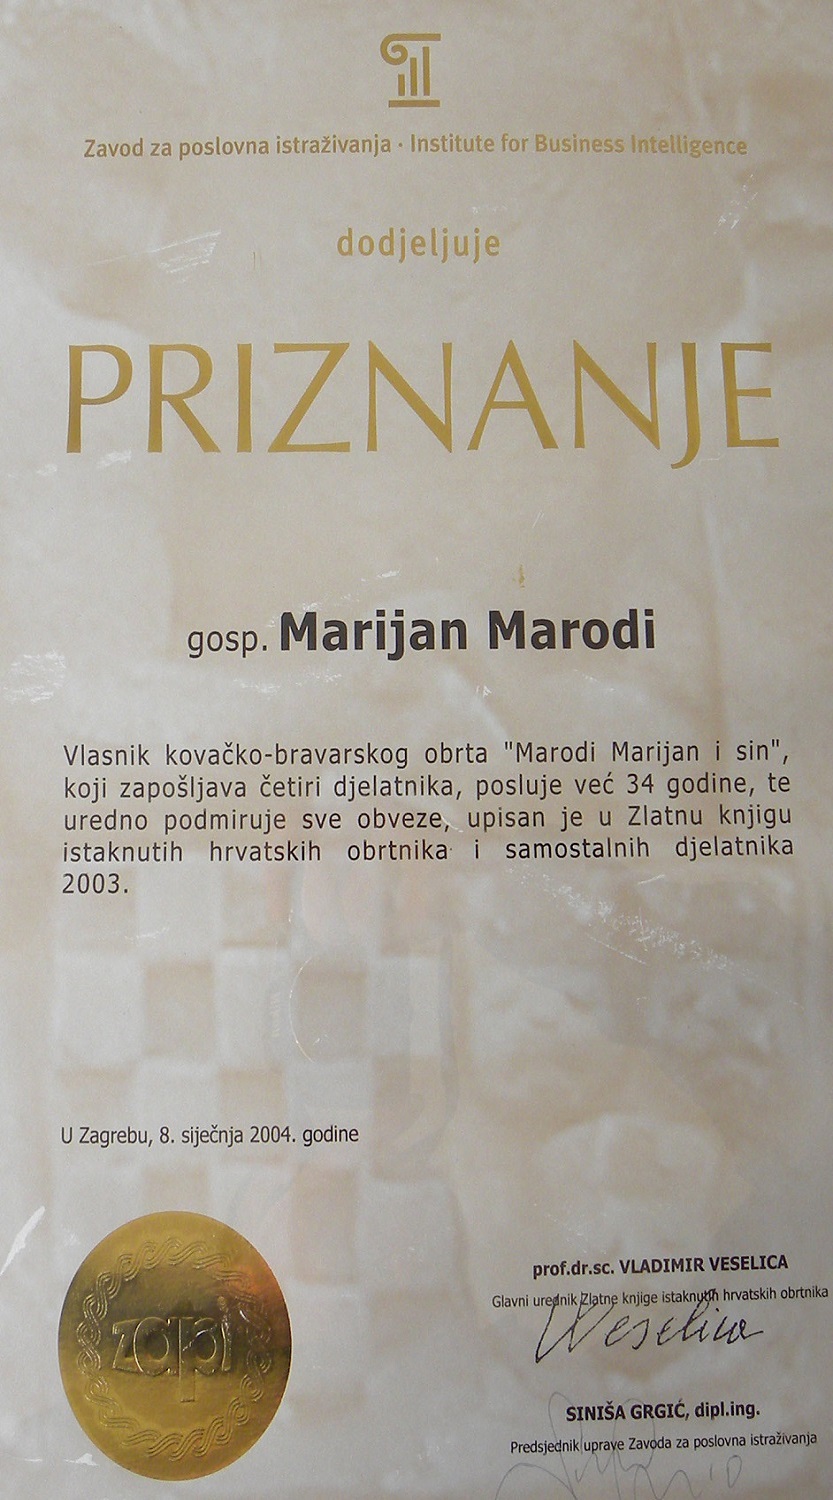 Zavod za poslovna istraživanja · Institute for Business Intelligence
dodjeljuje
PRIZNANJE
gosp. Marijan Marodi
Vlasnik kovačko-bravarskog obrta "Marodi Marijan i sin",
koji zapošljava četiri djelatnika, posluje već 34 godine, te
uredno podmiruje sve obveze, upisan je u Zlatnu knjigu
istaknutih hrvatskih obrtnika i samostalnih djelatnika
2003.
U Zagrebu, 8. siječnja 2004. godine
zapi
prof.dr.sc. VLADIMIR VESELICA
Glavni urednik Zlatne knjige istaknutih hrvatskih obrtnika
Veselica
SINIŠA GRGIĆ, dipl.ing.
Predsjednik uprave Zavoda za poslovna istraživanja